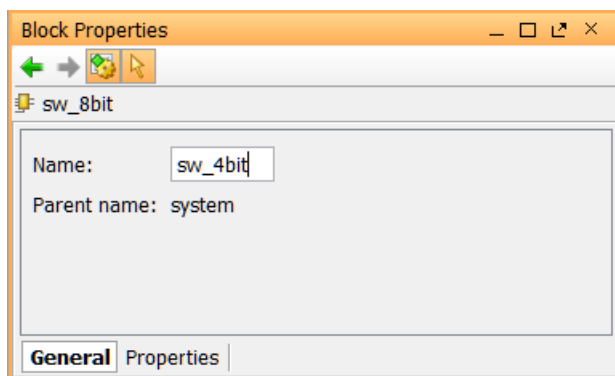 Block Properties
sw_8bit
Name: sw_4bit
Parent name: system
General Properties